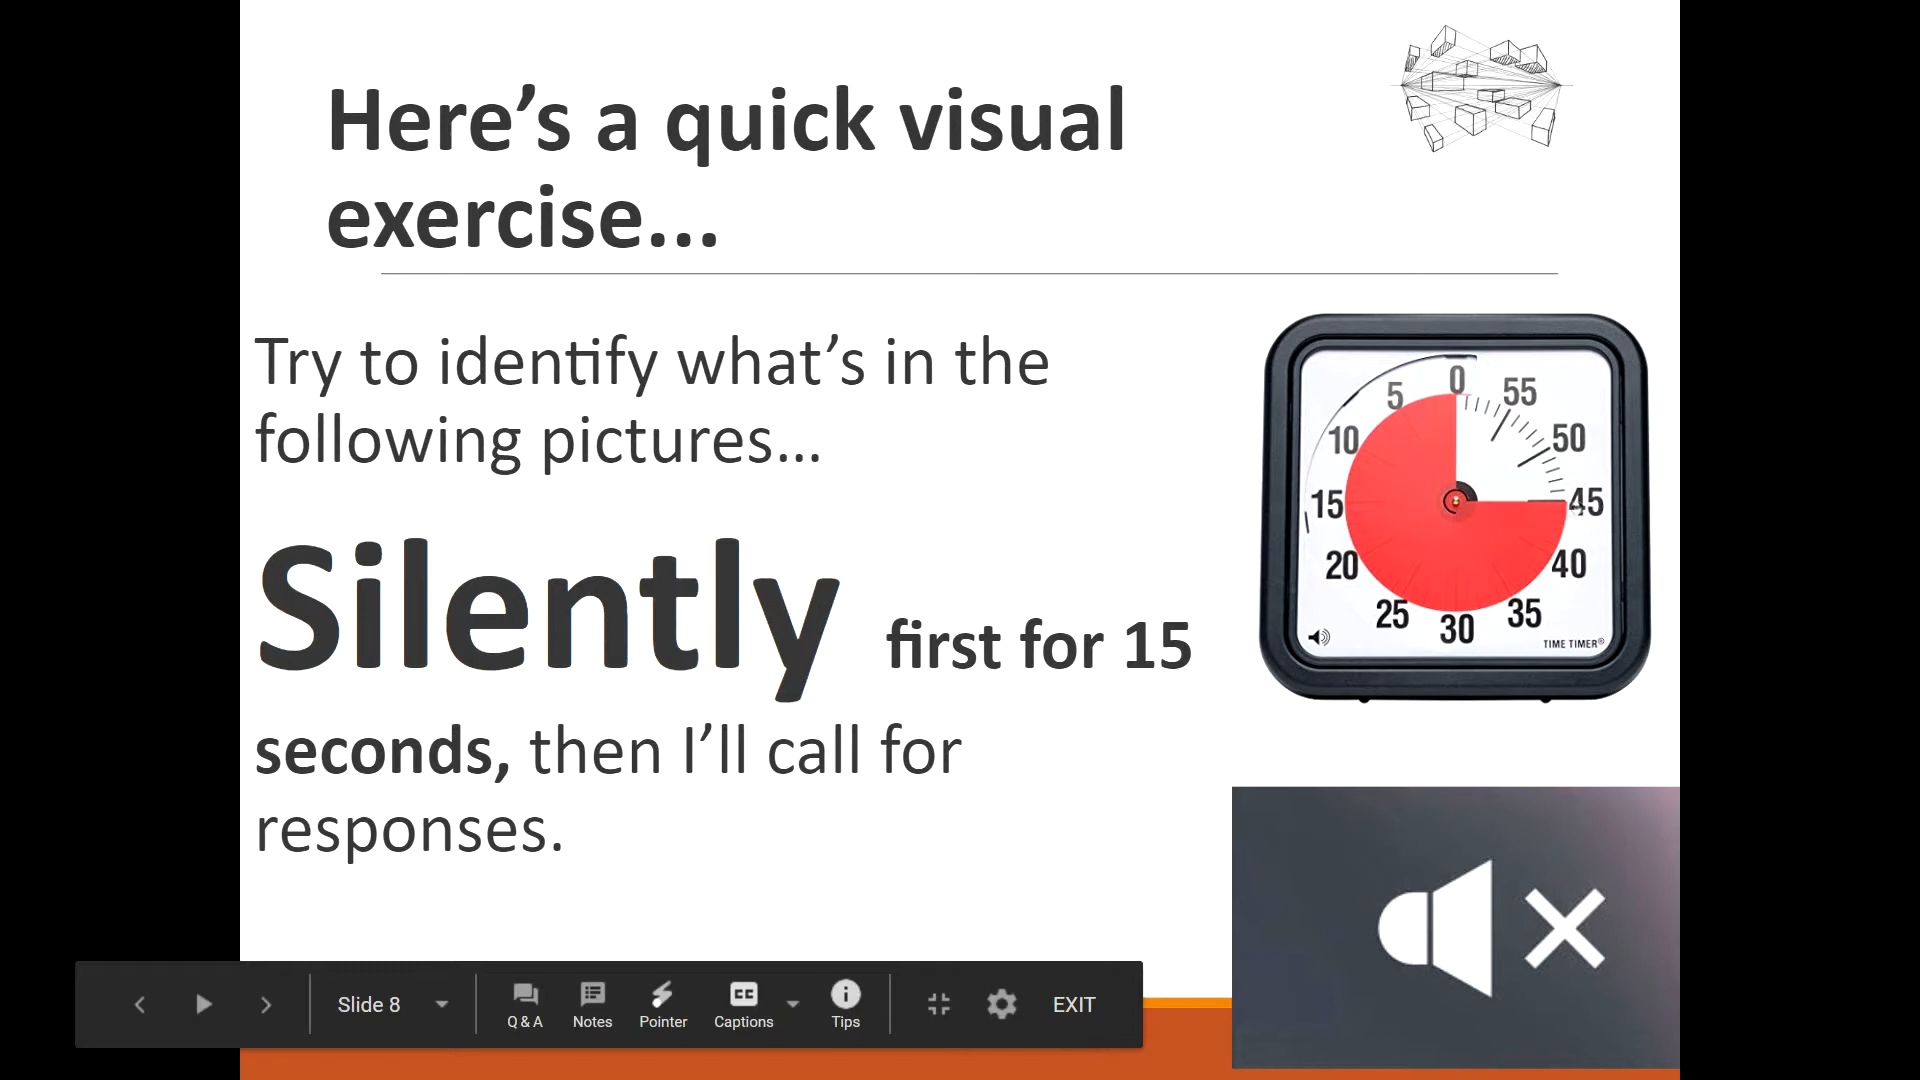 Here’s a quick visual
exercise...
Try to identify what’s in the
following pictures…
Silently first for 15
seconds, then I’ll call for
responses.
0
5
55
10
50
15
45
20
40
25
35
30
TIME TIMER®
Slide 8
Q & A
Notes
Pointer
CC
Captions
Tips
EXIT